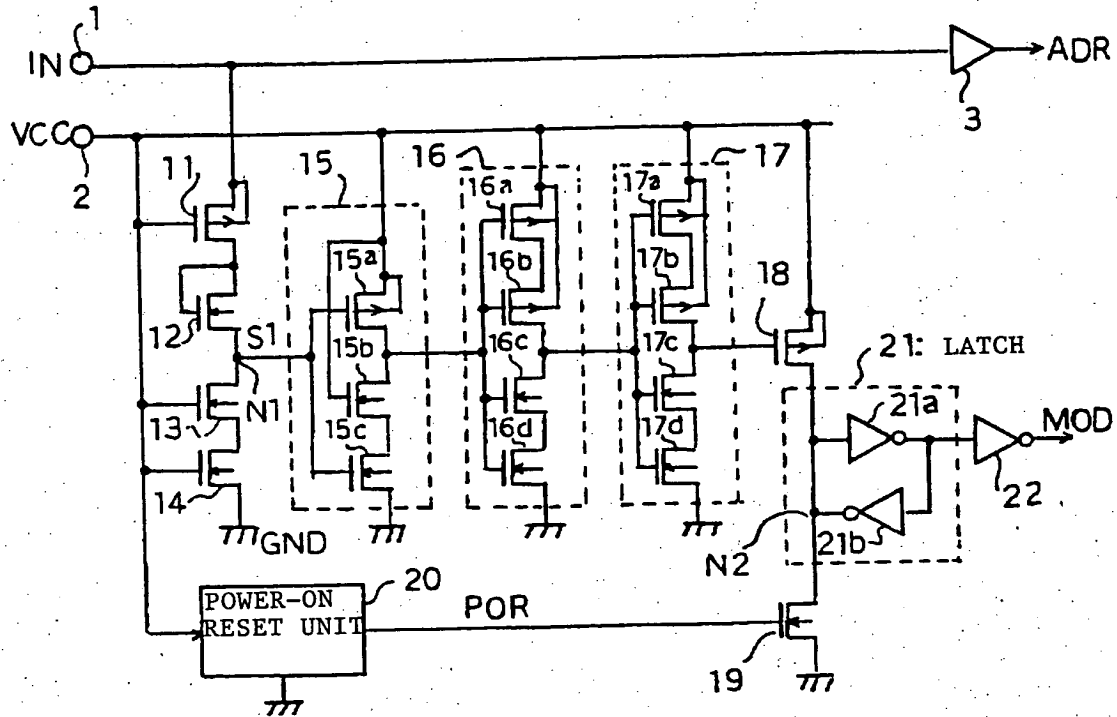 1
IN
ADR
3
VCC
2
11
15
16
17
16a
17a
15a
16b
17b
18
12
S1
15b
16c
17c
21: LATCH
N1
13
15c
16d
17d
21a
MOD
14
22
GND
21b
N2
20
POWER-ON
RESET UNIT
POR
19